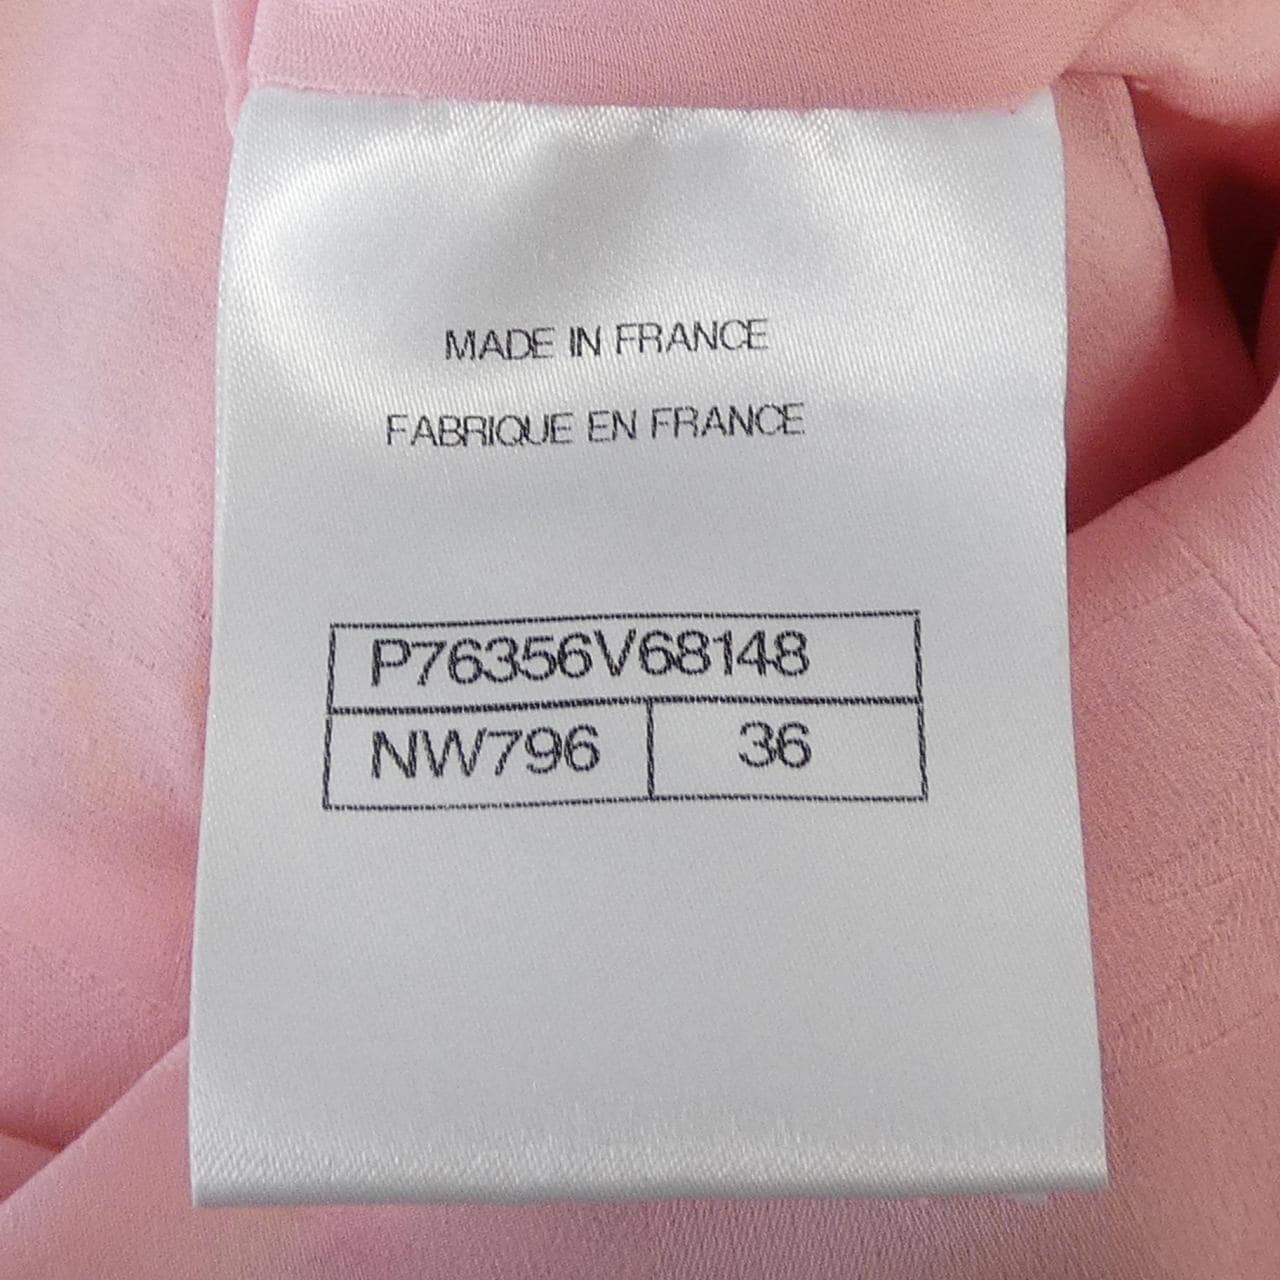 MADE IN FRANCE
FABRIQUE EN FRANCE
P76356V68148
NW796 36